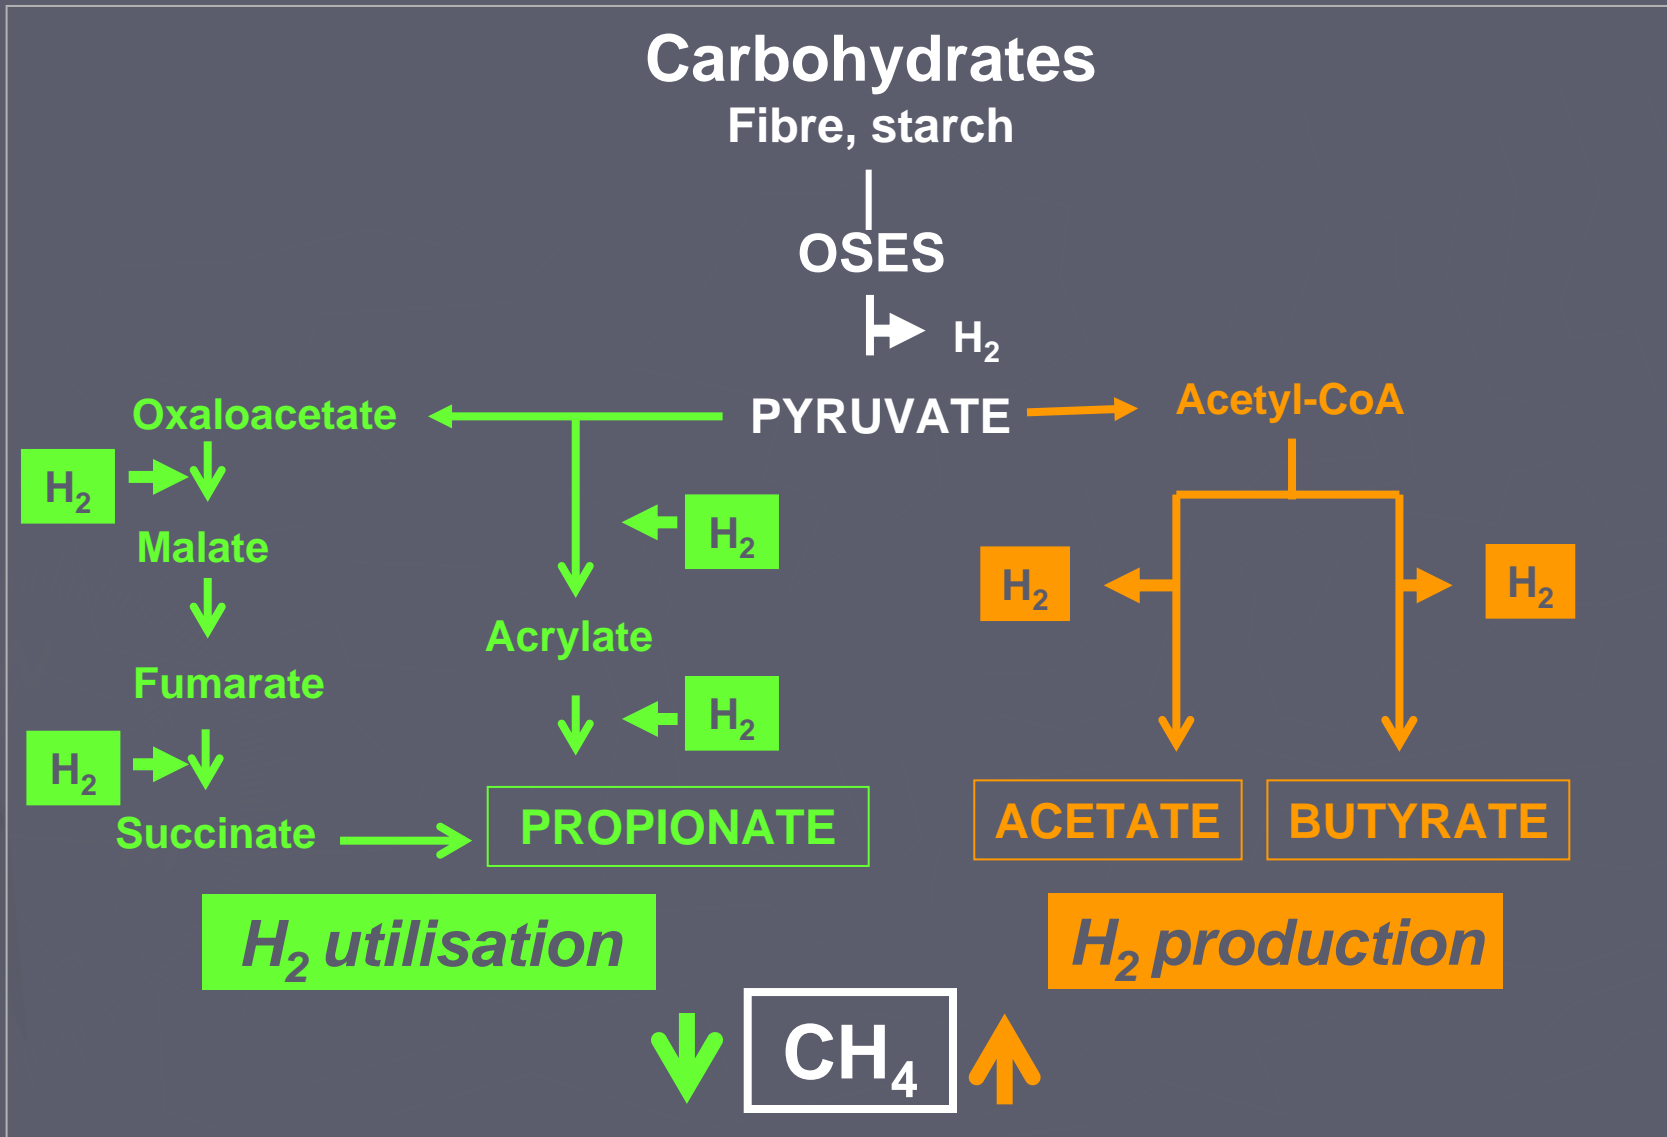 Carbohydrates
Fibre, starch
OSES
H₂
PYRUVATE
Acetyl-CoA
Oxaloacetate
H₂
Malate
H₂
H₂
H₂
Acrylate
Fumarate
H₂
H₂
Succinate
PROPIONATE
ACETATE
BUTYRATE
H₂ utilisation
H₂ production
CH₄